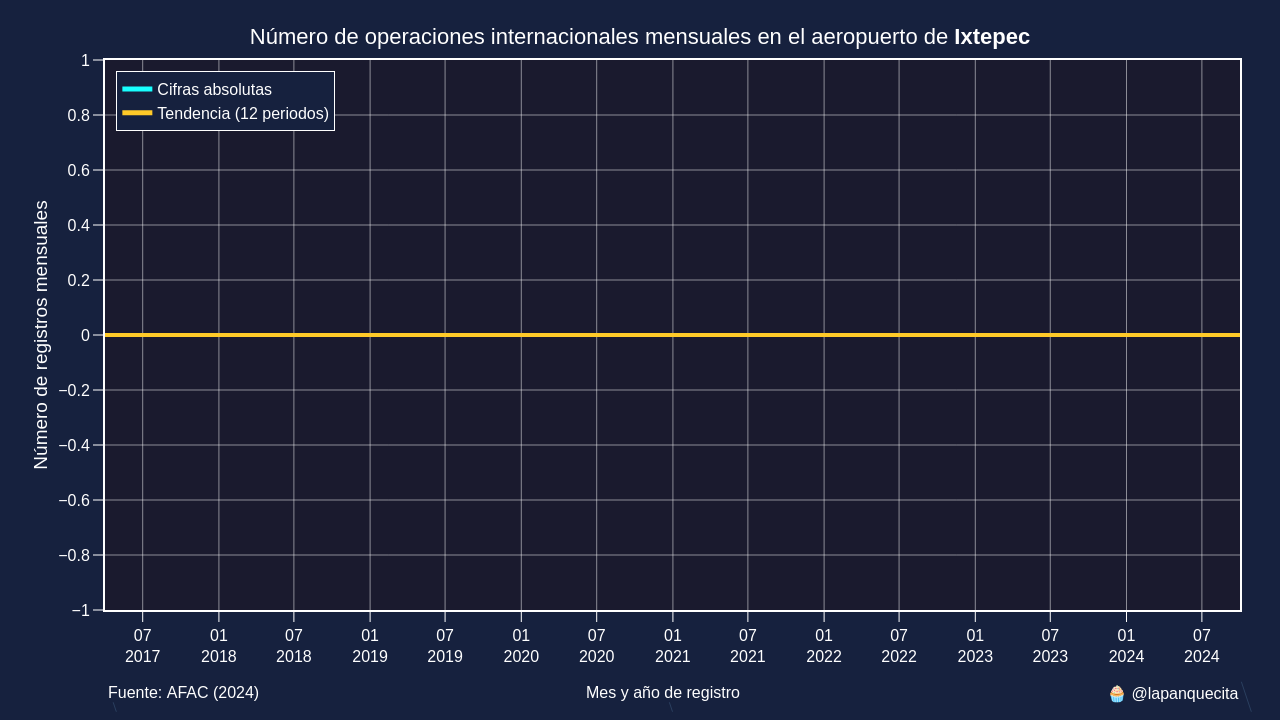 Número de operaciones internacionales mensuales en el aeropuerto de Ixtepec
Cifras absolutas
Tendencia (12 periodos)
Número de registros mensuales
1
0.8
0.6
0.4
0.2
0
−0.2
−0.4
−0.6
−0.8
−1
07 01 07 01 07 01 07 01 07 01 07 01 07 01 07
2017 2018 2018 2019 2019 2020 2020 2021 2021 2022 2022 2023 2023 2024 2024
Fuente: AFAC (2024)
Mes y año de registro
🧁 @lapanquecita